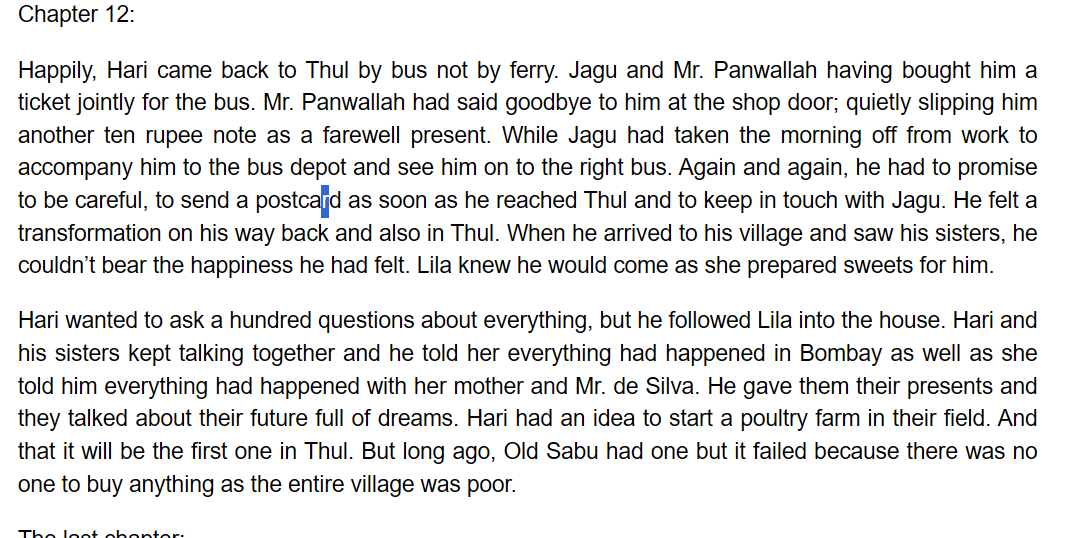 Chapter 12:
Happily, Hari came back to Thul by bus not by ferry. Jagu and Mr. Panwallah having bought him a
ticket jointly for the bus. Mr. Panwallah had said goodbye to him at the shop door; quietly slipping him
another ten rupee note as a farewell present. While Jagu had taken the morning off from work to
accompany him to the bus depot and see him on to the right bus. Again and again, he had to promise
to be careful, to send a postcard as soon as he reached Thul and to keep in touch with Jagu. He felt a
transformation on his way back and also in Thul. When he arrived to his village and saw his sisters, he
couldn’t bear the happiness he had felt. Lila knew he would come as she prepared sweets for him.
Hari wanted to ask a hundred questions about everything, but he followed Lila into the house. Hari and
his sisters kept talking together and he told her everything had happened in Bombay as well as she
told him everything had happened with her mother and Mr. de Silva. He gave them their presents and
they talked about their future full of dreams. Hari had an idea to start a poultry farm in their field. And
that it will be the first one in Thul. But long ago, Old Sabu had one but it failed because there was no
one to buy anything as the entire village was poor.
The last chapter: